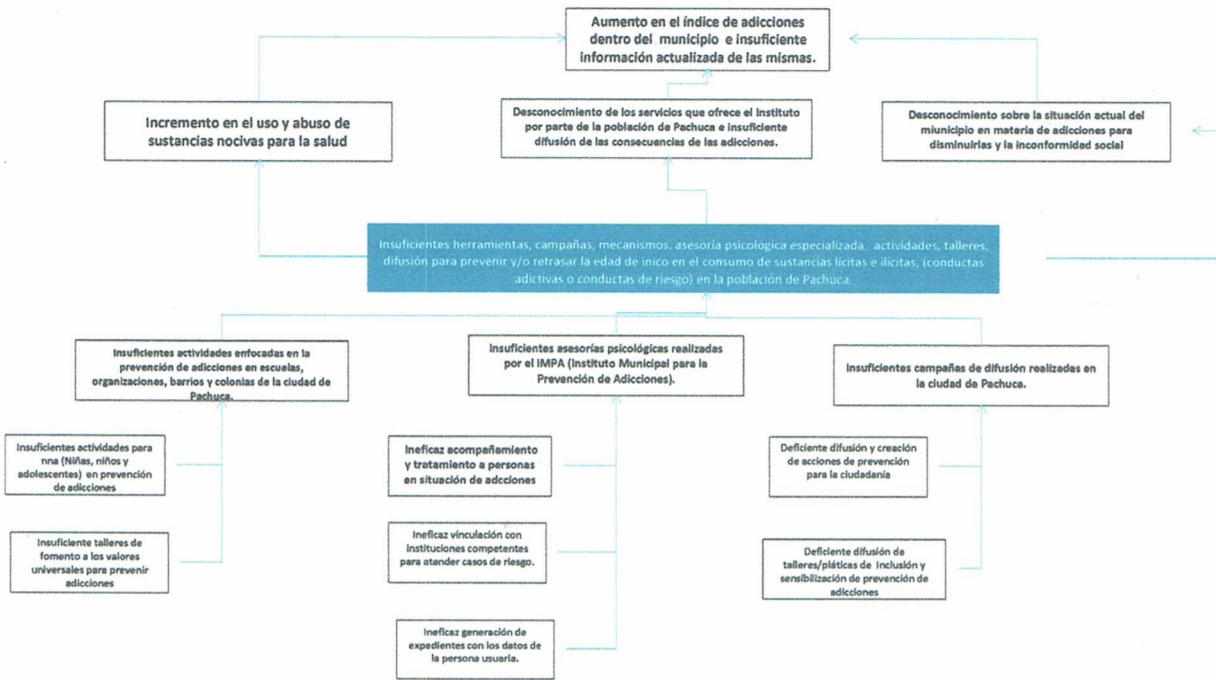 Aumento en el índice de adicciones
dentro del municipio e insuficiente
información actualizada de las mismas.
Incremento en el uso y abuso de
sustancias nocivas para la salud
Desconocimiento de los servicios que ofrece el Instituto
por parte de la población de Pachuca e insuficiente
difusión de las consecuencias de las adicciones.
Desconocimiento sobre la situación actual del
miunicipio en materia de adicciones para
disminuirlas y la inconformidad social
Insuficientes herramientas, campañas, mecanismos, asesoría psicológica especializada, actividades, talleres,
difusión para prevenir y/o retrasar la edad de inico en el consumo de sustancias lícitas e ilícitas, (conductas
adictivas o conductas de riesgo) en la población de Pachuca.
Insuficientes actividades enfocadas en la
prevención de adicciones en escuelas,
organizaciones, barrios y colonias de la ciudad de
Pachuca.
Insuficientes asesorías psicológicas realizadas
por el IMPA (Instituto Municipal para la
Prevención de Adicciones).
Insuficientes campañas de difusión realizadas en
la ciudad de Pachuca.
Insuficientes actividades para
nna (Niñas, niños y
adolescentes) en prevención
de adicciones
Ineficaz acompañamiento
y tratamiento a personas
en situación de adcciones
Deficiente difusión y creación
de acciones de prevención
para la ciudadanía
Insuficiente talleres de
fomento a los valores
universales para prevenir
adicciones
Ineficaz vinculación con
instituciones competentes
para atender casos de riesgo.
Deficiente difusión de
talleres/pláticas de inclusión y
sensibilización de prevención de
adicciones
Ineficaz generación de
expedientes con los datos de
la persona usuaria.